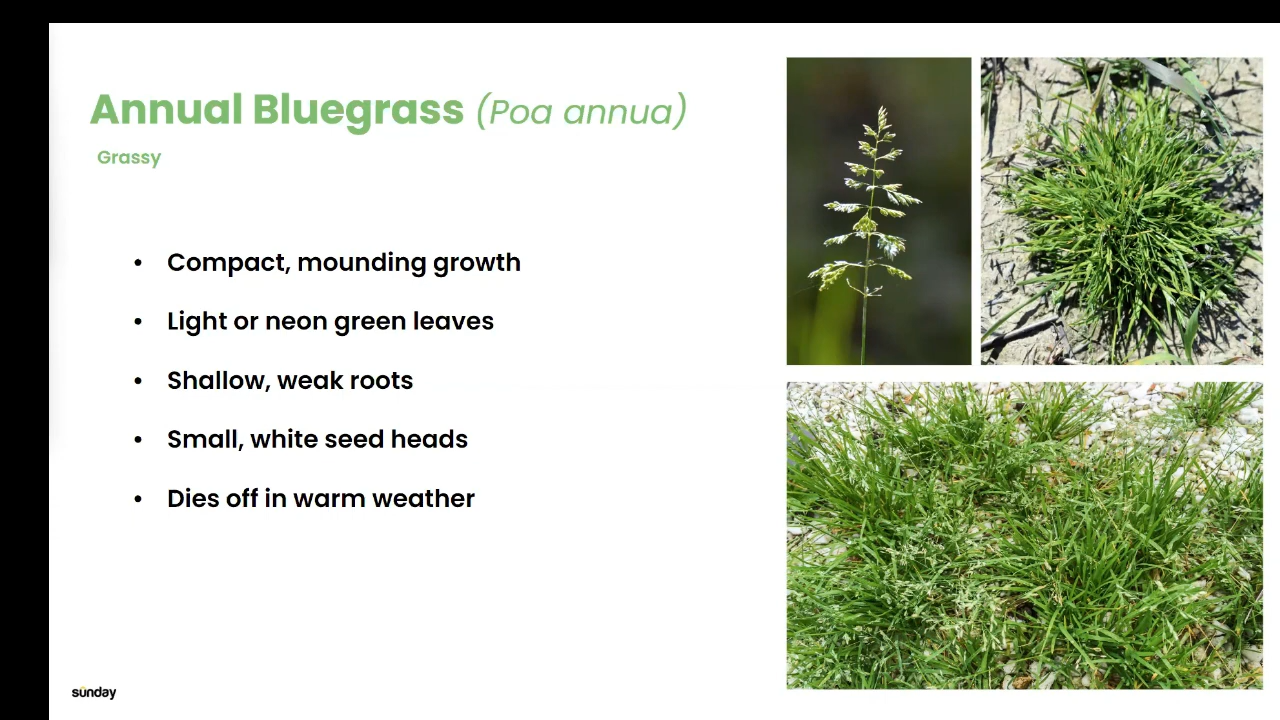 Annual Bluegrass (Poa annua)
Grassy
• Compact, mounding growth
• Light or neon green leaves
• Shallow, weak roots
• Small, white seed heads
• Dies off in warm weather
sunday